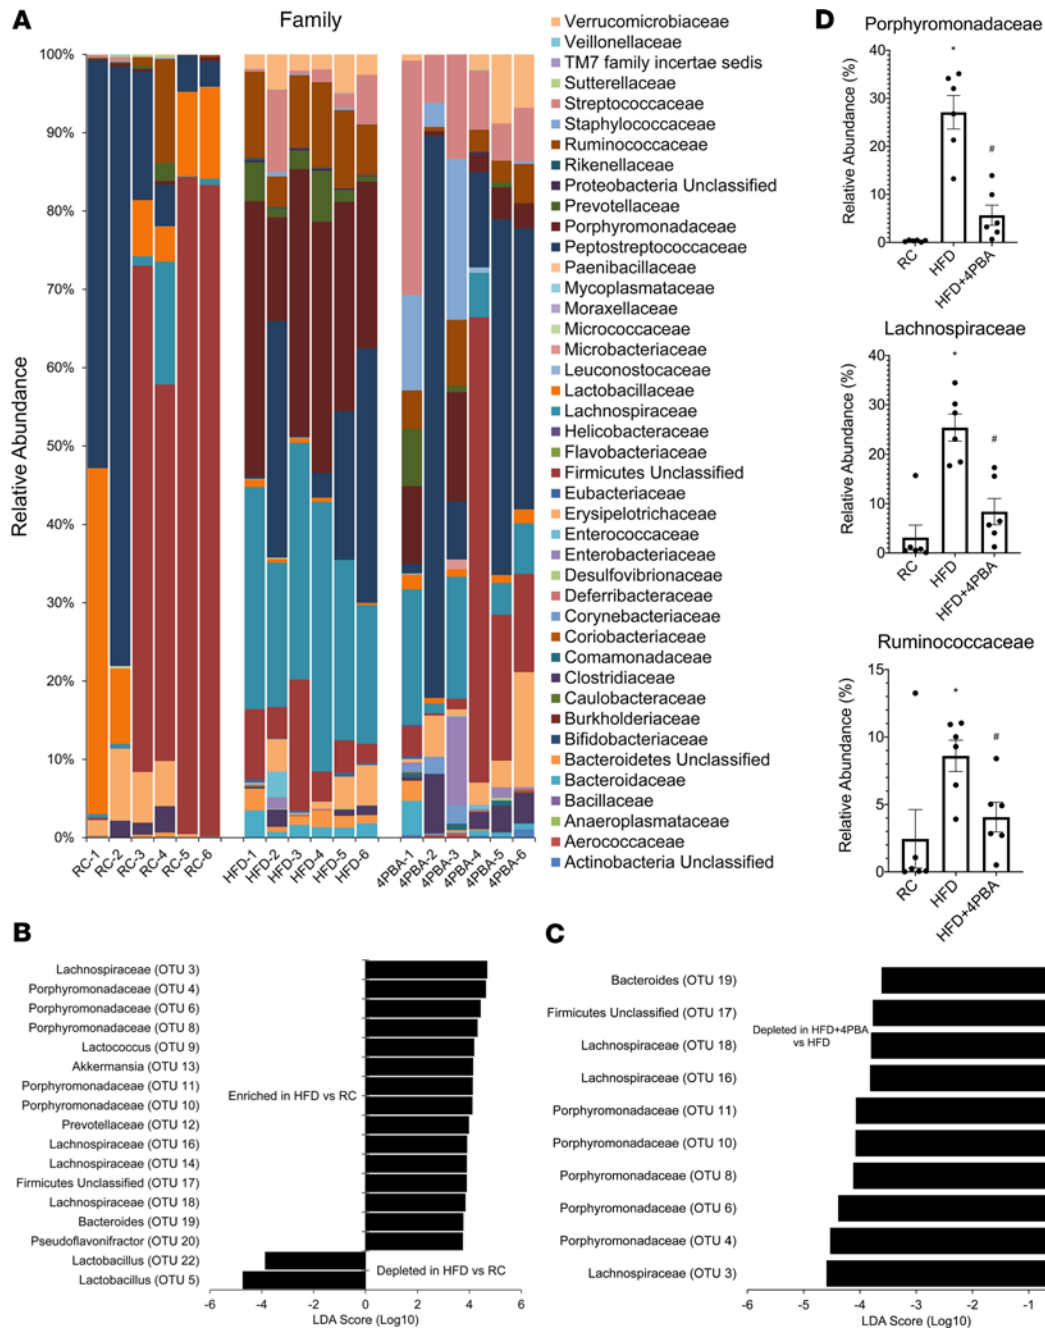 A
Family
100%
90%
80%
70%
60%
50%
40%
30%
20%
10%
0%
Relative Abundance
RC-1
RC-2
RC-3
RC-4
RC-5
RC-6
HFD-1
HFD-2
HFD-3
HFD-4
HFD-5
HFD-6
4PBA-1
4PBA-2
4PBA-3
4PBA-4
4PBA-5
4PBA-6
Verrucomicrobiaceae
Veillonellaceae
TM7 family incertae sedis
Sutterellaceae
Streptococcaceae
Staphylococcaceae
Ruminococcaceae
Rikenellaceae
Proteobacteria Unclassified
Prevotellaceae
Porphyromonadaceae
Peptostreptococcaceae
Paenibacillaceae
Mycoplasmataceae
Moraxellaceae
Micrococcaceae
Microbacteriaceae
Leuconostocaceae
Lactobacillaceae
Lachnospiraceae
Helicobacteraceae
Flavobacteriaceae
Firmicutes Unclassified
Eubacteriaceae
Erysipelotrichaceae
Enterococcaceae
Enterobacteriaceae
Desulfovibrionaceae
Deferribacteraceae
Corynebacteriaceae
Coriobacteriaceae
Comamonadaceae
Clostridiaceae
Caulobacteraceae
Burkholderiaceae
Bifidobacteriaceae
Bacteroidetes Unclassified
Bacteroidaceae
Bacillaceae
Anaeroplasmataceae
Aerococcaceae
Actinobacteria Unclassified
D
Porphyromonadaceae
Relative Abundance (%)
40
30
20
10
0
*
#
RC
HFD
HFD+4PBA
Lachnospiraceae
Relative Abundance (%)
40
30
20
10
0
*
#
RC
HFD
HFD+4PBA
Ruminococcaceae
Relative Abundance (%)
15
10
5
0
*
#
RC
HFD
HFD+4PBA
B
Lachnospiraceae (OTU 3)
Porphyromonadaceae (OTU 4)
Porphyromonadaceae (OTU 6)
Porphyromonadaceae (OTU 8)
Lactococcus (OTU 9)
Akkermansia (OTU 13)
Porphyromonadaceae (OTU 11)
Porphyromonadaceae (OTU 10)
Prevotellaceae (OTU 12)
Lachnospiraceae (OTU 16)
Lachnospiraceae (OTU 14)
Firmicutes Unclassified (OTU 17)
Lachnospiraceae (OTU 18)
Bacteroides (OTU 19)
Pseudoflavonifractor (OTU 20)
Lactobacillus (OTU 22)
Lactobacillus (OTU 5)
Enriched in HFD vs RC
Depleted in HFD vs RC
-6
-4
-2
0
2
4
6
LDA Score (Log10)
C
Bacteroides (OTU 19)
Firmicutes Unclassified (OTU 17)
Lachnospiraceae (OTU 18)
Lachnospiraceae (OTU 16)
Porphyromonadaceae (OTU 11)
Porphyromonadaceae (OTU 10)
Porphyromonadaceae (OTU 8)
Porphyromonadaceae (OTU 6)
Porphyromonadaceae (OTU 4)
Lachnospiraceae (OTU 3)
Depleted in HFD+4PBA
vs HFD
-6
-5
-4
-3
-2
-1
LDA Score (Log10)